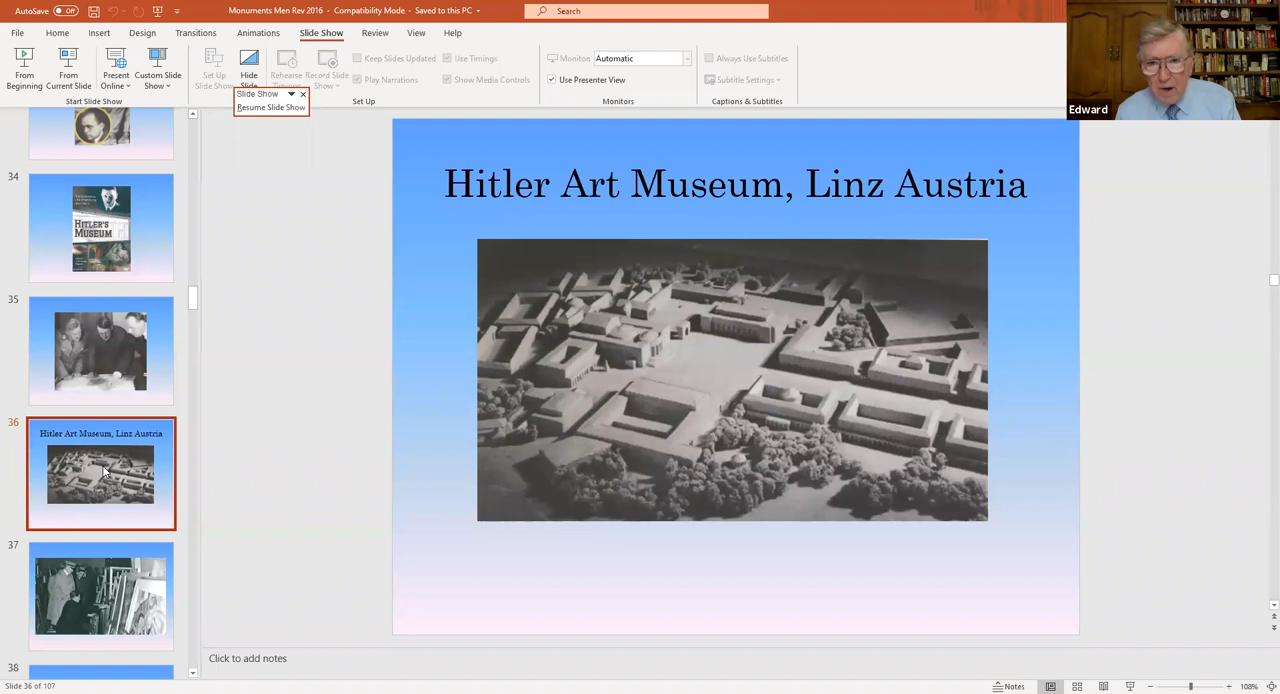 AutoSave Off Monuments Men Rev 2016 - Compatibility Mode - Saved to this PC Search
File Home Insert Design Transitions Animations Slide Show Review View Help
From Beginning
From Current Slide
Present Online
Custom Slide Show
Start Slide Show
Set Up Slide Show
Hide Slide
Rehearse Timings
Record Slide Show
Keep Slides Updated
Play Narrations
Use Timings
Show Media Controls
Set Up
Monitor: Automatic
Use Presenter View
Monitors
Always Use Subtitles
Subtitle Settings
Captions & Subtitles
Slide Show
Resume Slide Show
Edward
34
HITLER'S
MUSEUM
35
36
Hitler Art Museum, Linz Austria
37
38
Hitler Art Museum, Linz Austria
Click to add notes
Slide 36 of 107
Notes
108%